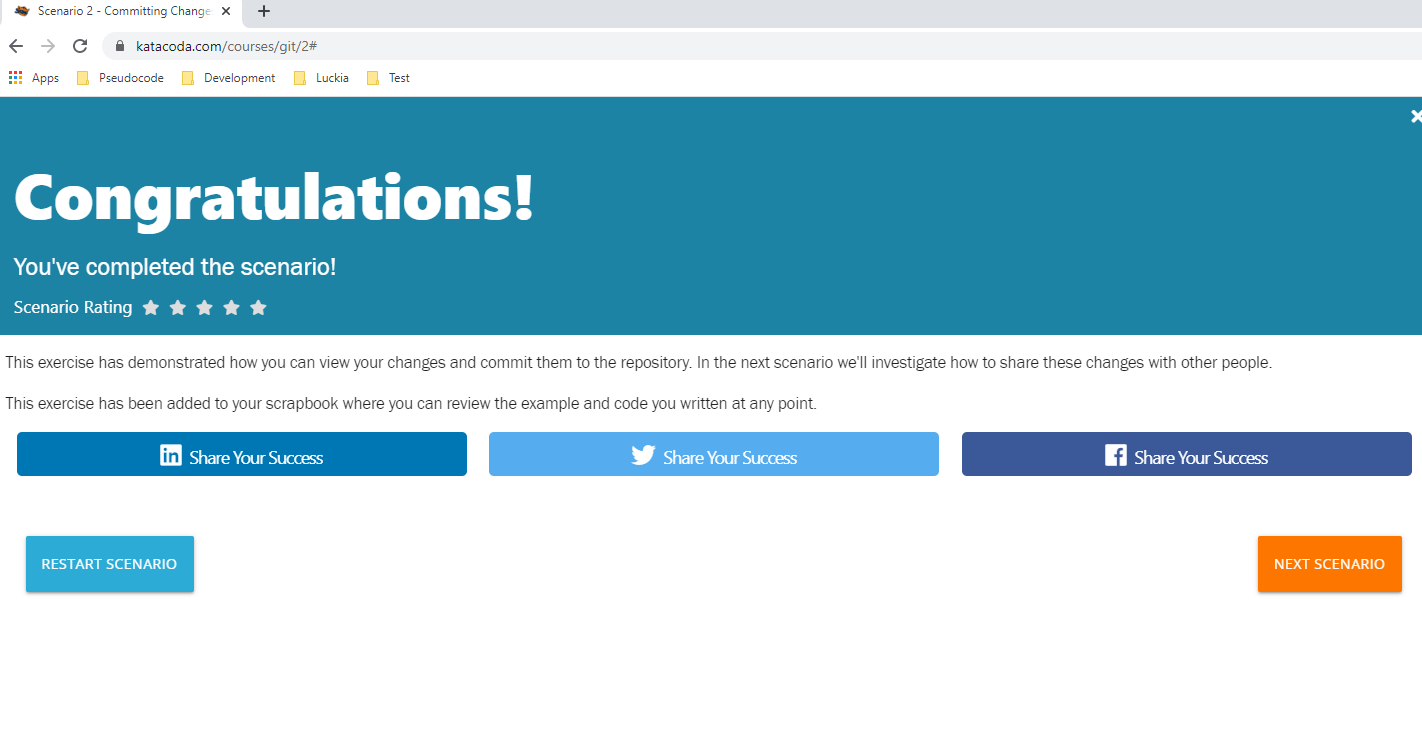 Scenario 2 - Committing Change
katacoda.com/courses/git/2#
Apps Pseudocode Development Luckia Test
Congratulations!
You've completed the scenario!
Scenario Rating
This exercise has demonstrated how you can view your changes and commit them to the repository. In the next scenario we'll investigate how to share these changes with other people.
This exercise has been added to your scrapbook where you can review the example and code you written at any point.
in Share Your Success Share Your Success f Share Your Success
RESTART SCENARIO NEXT SCENARIO